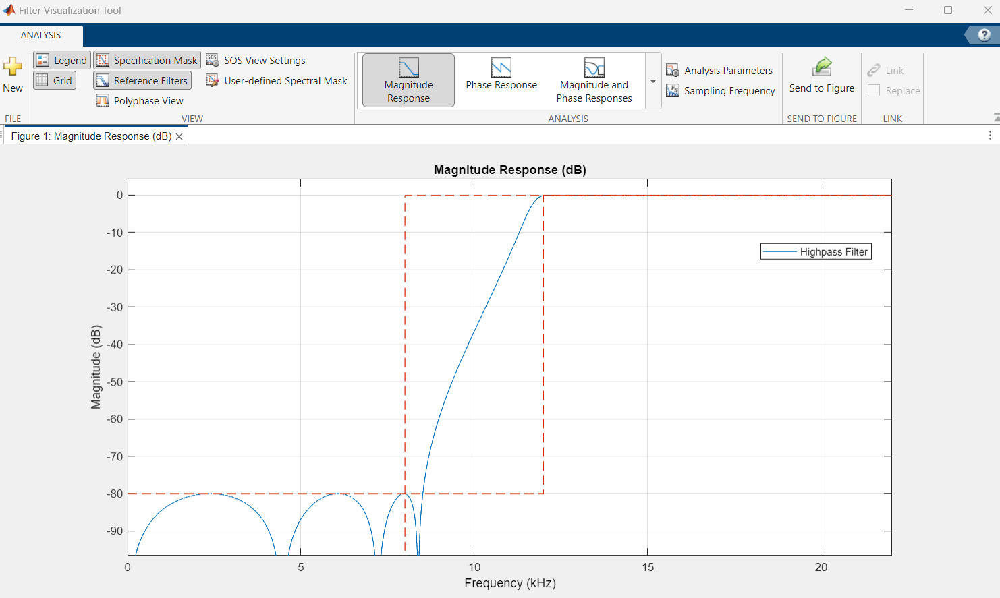 Filter Visualization Tool
ANALYSIS
?
New
Legend
Grid
Specification Mask
Reference Filters
Polyphase View
SOS View Settings
User-defined Spectral Mask
Magnitude
Response
Phase Response
Magnitude and
Phase Responses
Analysis Parameters
Sampling Frequency
Send to Figure
Link
Replace
FILE
VIEW
ANALYSIS
SEND TO FIGURE
LINK
Figure 1: Magnitude Response (dB)
Magnitude Response (dB)
0
-10
-20
-30
-40
-50
-60
-70
-80
-90
Magnitude (dB)
Highpass Filter
0 5 10 15 20
Frequency (kHz)